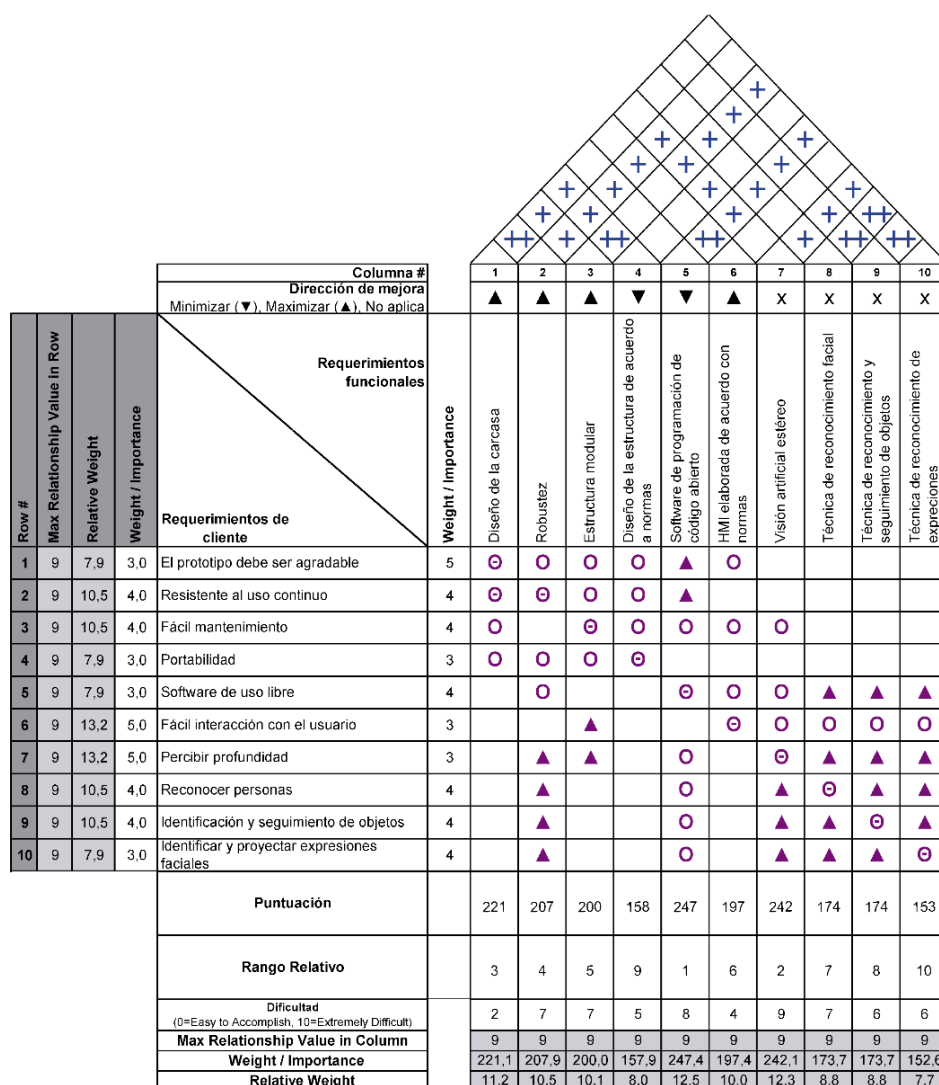 +
+
+ +
+ + +
+ + +
+ + + + ++
++ + ++ ++ + ++ ++
Columna # 1 2 3 4 5 6 7 8 9 10
Dirección de mejora
Minimizar (▼), Maximizar (▲), No aplica ▲ ▲ ▲ ▼ ▼ ▲ X X X X
Row #
Max Relationship Value in Row
Relative Weight
Weight / Importance
Requerimientos
funcionales
Requerimientos de
cliente
Weight / Importance
Diseño de la carcasa
Robustez
Estructura modular
Diseño de la estructura de acuerdo
a normas
Software de programación de
código abierto
HMI elaborada de acuerdo con
normas
Visión artificial estéreo
Técnica de reconocimiento facial
Técnica de reconocimiento y
seguimiento de objetos
Técnica de reconocimiento de
expreciones
1 9 7,9 3,0 El prototipo debe ser agradable 5 Θ O O O ▲ O
2 9 10,5 4,0 Resistente al uso continuo 4 Θ Θ O O ▲
3 9 10,5 4,0 Fácil mantenimiento 4 O Θ O O O O
4 9 7,9 3,0 Portabilidad 3 O O O Θ
5 9 7,9 3,0 Software de uso libre 4 O Θ O O ▲ ▲ ▲
6 9 13,2 5,0 Fácil interacción con el usuario 3 ▲ Θ O O O O
7 9 13,2 5,0 Percibir profundidad 3 ▲ ▲ O Θ ▲ ▲ ▲
8 9 10,5 4,0 Reconocer personas 4 ▲ O ▲ Θ ▲ ▲
9 9 10,5 4,0 Identificación y seguimiento de objetos 4 ▲ O ▲ ▲ Θ ▲
10 9 7,9 3,0 Identificar y proyectar expresiones
faciales 4 ▲ O ▲ ▲ ▲ Θ
Puntuación 221 207 200 158 247 197 242 174 174 153
Rango Relativo 3 4 5 9 1 6 2 7 8 10
Dificultad
(0=Easy to Accomplish, 10=Extremely Difficult) 2 7 7 5 8 4 9 7 6 6
Max Relationship Value in Column 9 9 9 9 9 9 9 9 9 9
Weight / Importance 221,1 207,9 200,0 157,9 247,4 197,4 242,1 173,7 173,7 152,6
Relative Weight 11,2 10,5 10,1 8,0 12,5 10,0 12,3 8,8 8,8 7,7